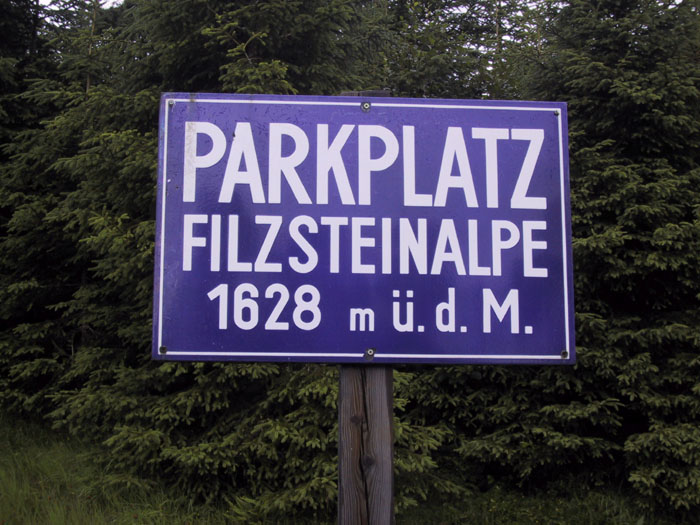 PARKPLATZ
FILZSTEINALPE
1628 m ü. d. M.